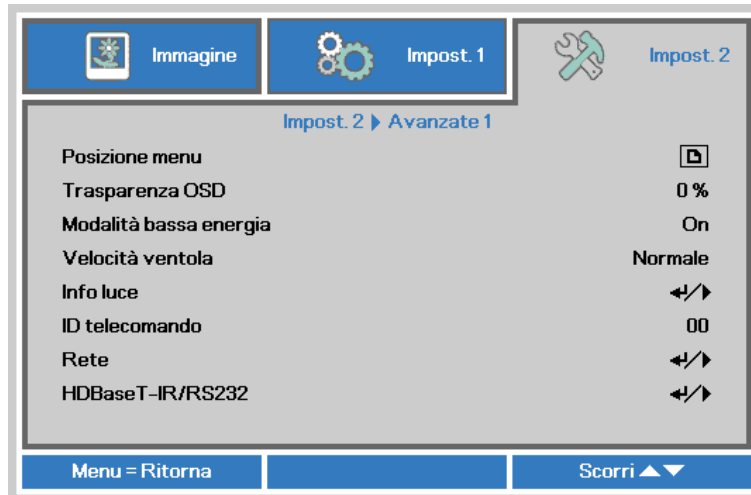 Immagine
Impost. 1
Impost. 2
Impost. 2 ▶ Avanzate 1
Posizione menu
Trasparenza OSD 0 %
Modalità bassa energia On
Velocità ventola Normale
Info luce ↵/▶
ID telecomando 00
Rete ↵/▶
HDBaseT-IR/RS232 ↵/▶
Menu = Ritorna
Scorri ▲▼